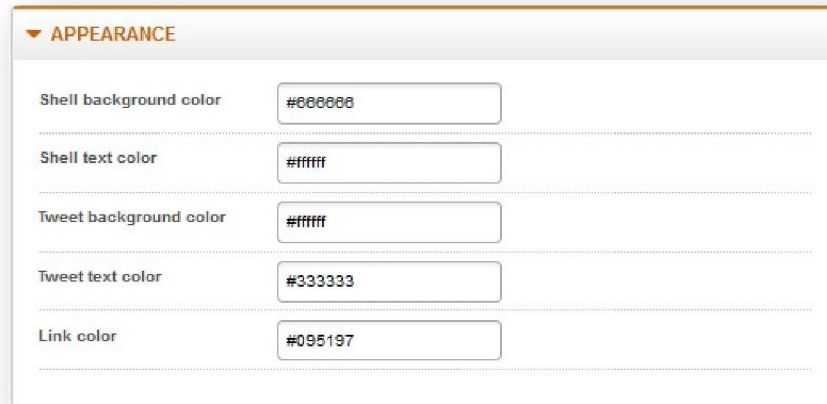 APPEARANCE
Shell background color
#666666
Shell text color
#ffffff
Tweet background color
#ffffff
Tweet text color
#333333
Link color
#095197